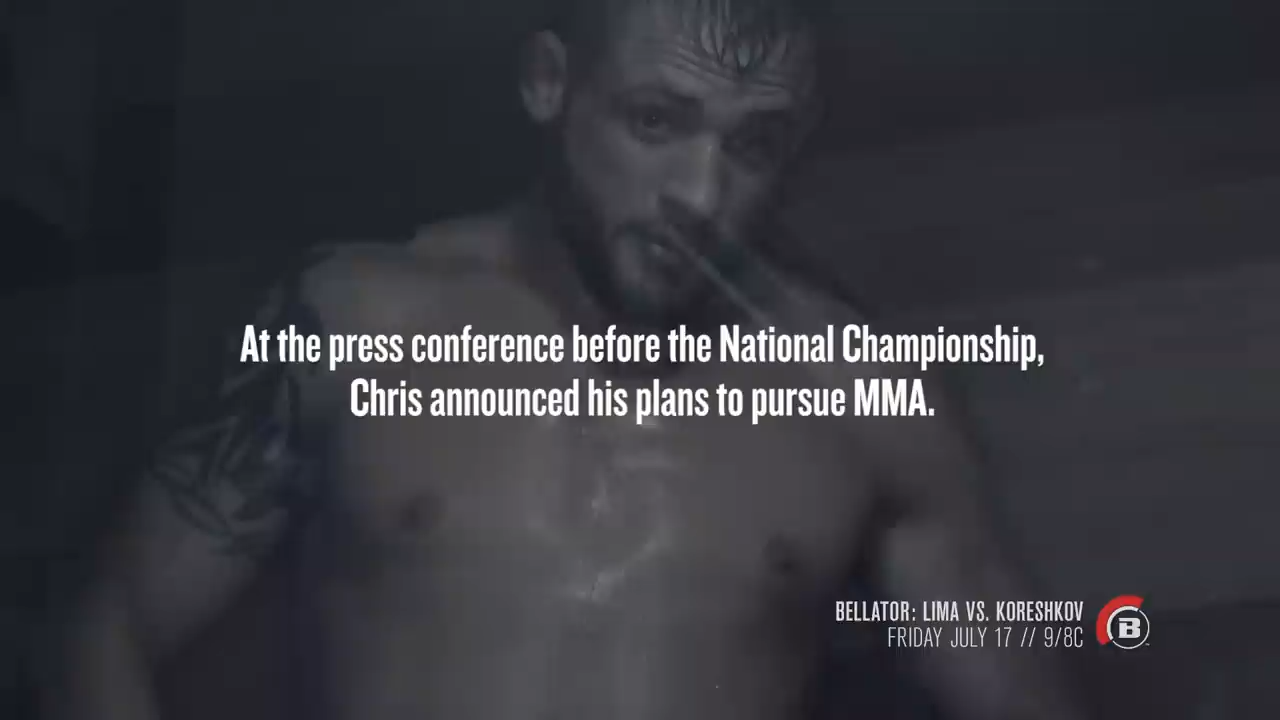 At the press conference before the National Championship,
Chris announced his plans to pursue MMA.
BELLATOR: LIMA VS. KORESHKOV
FRIDAY JULY 17 // 9/8C
B